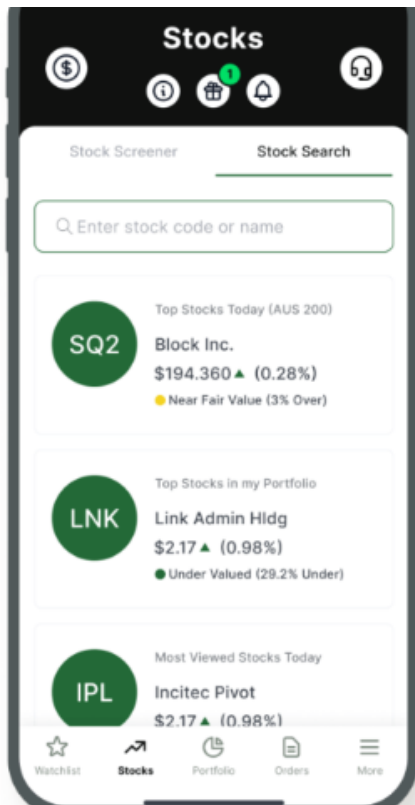 Stocks
1
Stock Screener
Stock Search
Enter stock code or name
Top Stocks Today (AUS 200)
SQ2
Block Inc.
$194.360▲ (0.28%)
Near Fair Value (3% Over)
Top Stocks in my Portfolio
LNK
Link Admin Hldg
$2.17▲ (0.98%)
Under Valued (29.2% Under)
Most Viewed Stocks Today
IPL
Incitec Pivot
$2.17▲ (0.98%)
Watchlist
Stocks
Portfolio
Orders
More